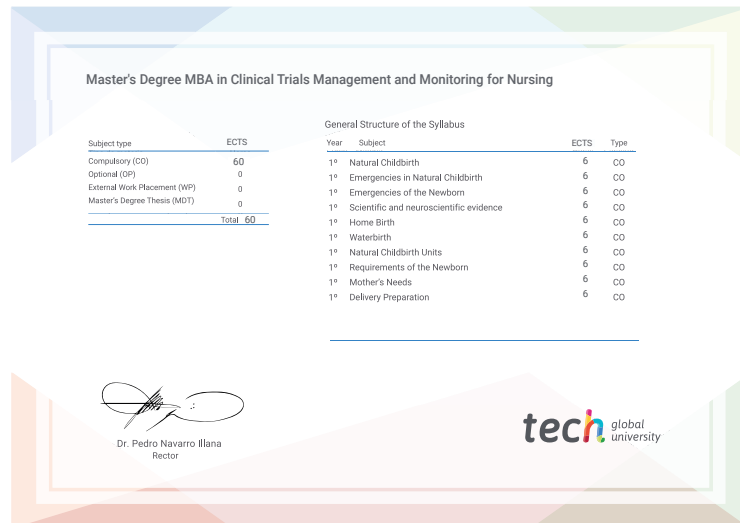 Master's Degree MBA in Clinical Trials Management and Monitoring for Nursing
Subject type ECTS
Compulsory (CO) 60
Optional (OP) 0
External Work Placement (WP) 0
Master's Degree Thesis (MDT) 0
Total 60
General Structure of the Syllabus
Year Subject ECTS Type
1º Natural Childbirth 6 CO
1º Emergencies in Natural Childbirth 6 CO
1º Emergencies of the Newborn 6 CO
1º Scientific and neuroscientific evidence 6 CO
1º Home Birth 6 CO
1º Waterbirth 6 CO
1º Natural Childbirth Units 6 CO
1º Requirements of the Newborn 6 CO
1º Mother's Needs 6 CO
1º Delivery Preparation 6 CO
Dr. Pedro Navarro Illana
Rector
tech global
university